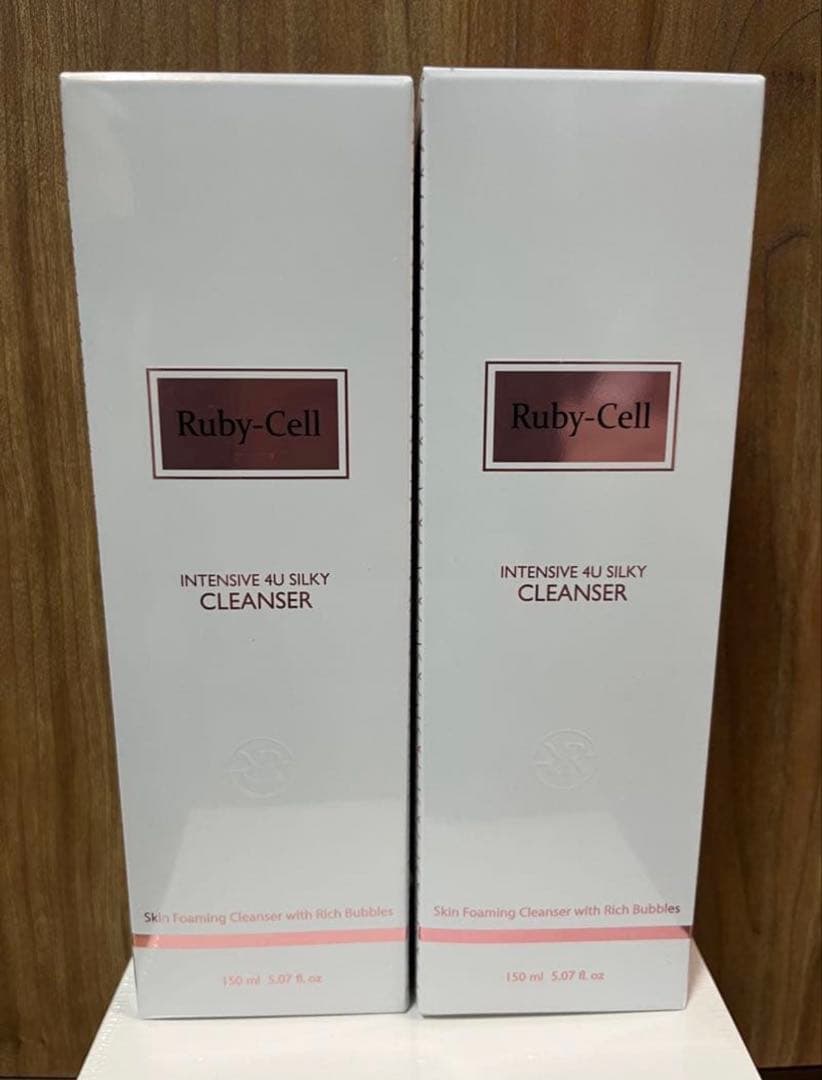 Ruby-Cell
INTENSIVE 4U SILKY
CLEANSER
Skin Foaming Cleanser with Rich Bubbles
150 ml 5.07 fl. oz
Ruby-Cell
INTENSIVE 4U SILKY
CLEANSER
Skin Foaming Cleanser with Rich Bubbles
150 ml 5.07 fl. oz